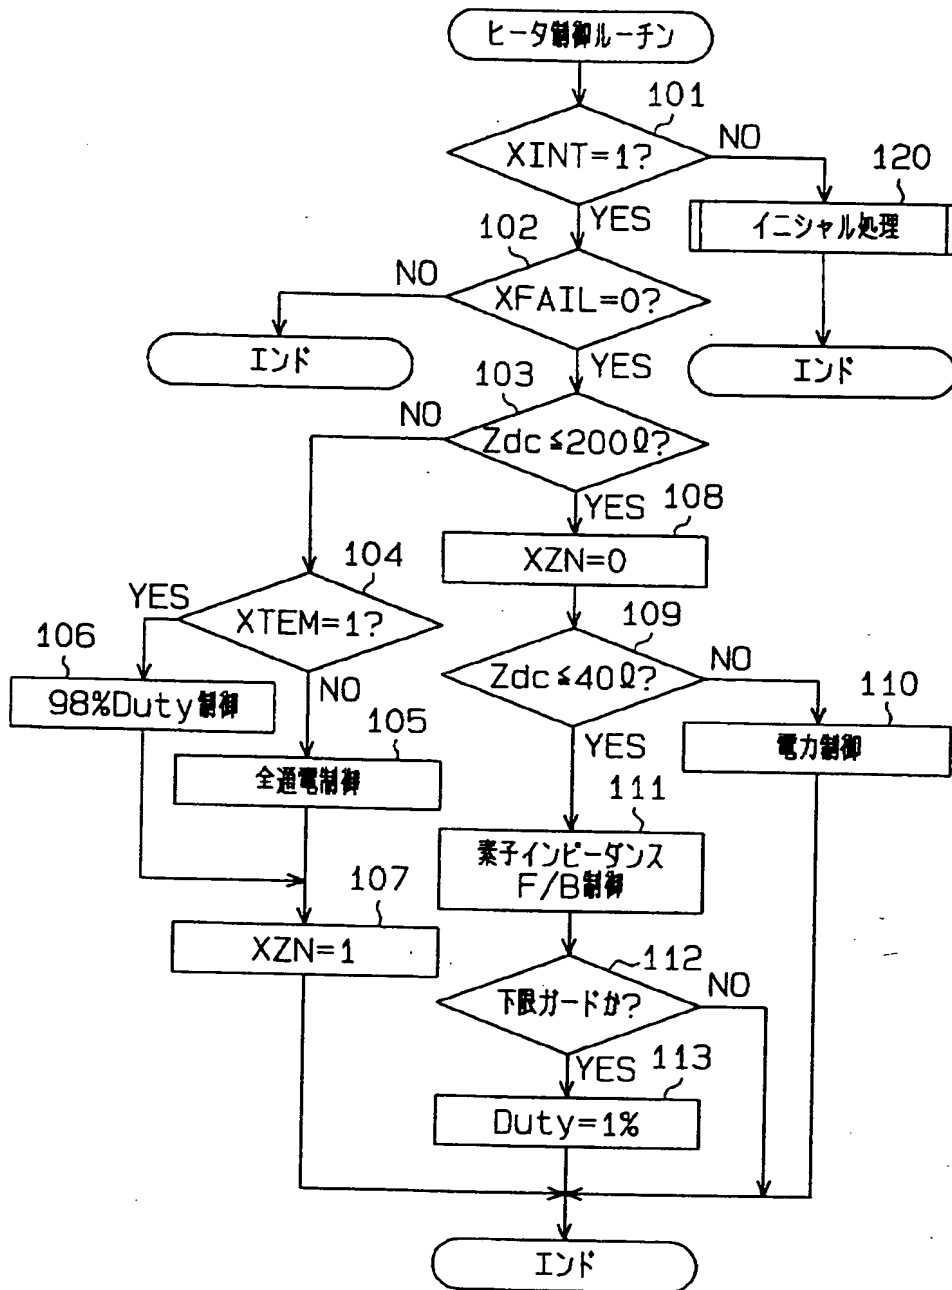 ヒータ制御ルーチン
101
XINT=1?
NO
YES
120
イニシャル処理
エンド
102
XFAIL=0?
NO
YES
エンド
103
Zdc≦200Ω?
NO
YES
108
XZN=0
104
XTEM=1?
YES
NO
106
98%Duty制御
105
全通電制御
107
XZN=1
109
Zdc≦40Ω?
NO
YES
110
電力制御
111
素子インピーダンス
F/B制御
112
下限ガードか?
NO
YES
113
Duty=1%
エンド